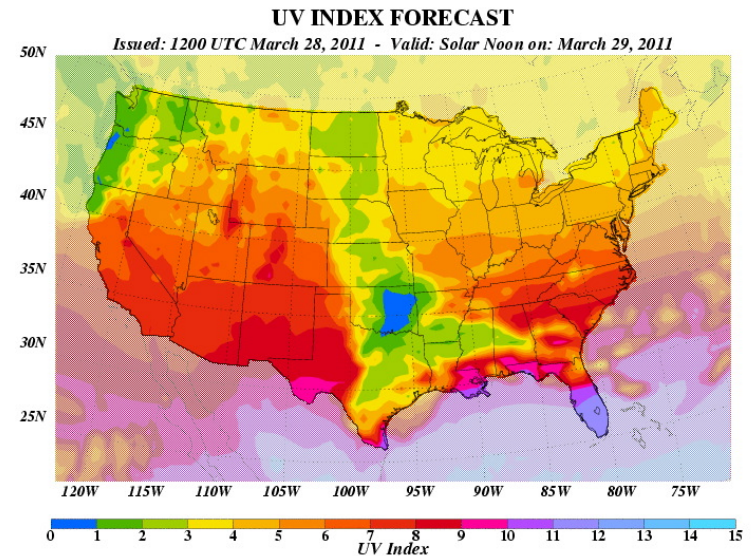 UV INDEX FORECAST
Issued: 1200 UTC March 28, 2011 - Valid: Solar Noon on: March 29, 2011
50N
45N
40N
35N
30N
25N
120W 115W 110W 105W 100W 95W 90W 85W 80W 75W
0 1 2 3 4 5 6 7 8 9 10 11 12 13 14 15
UV Index